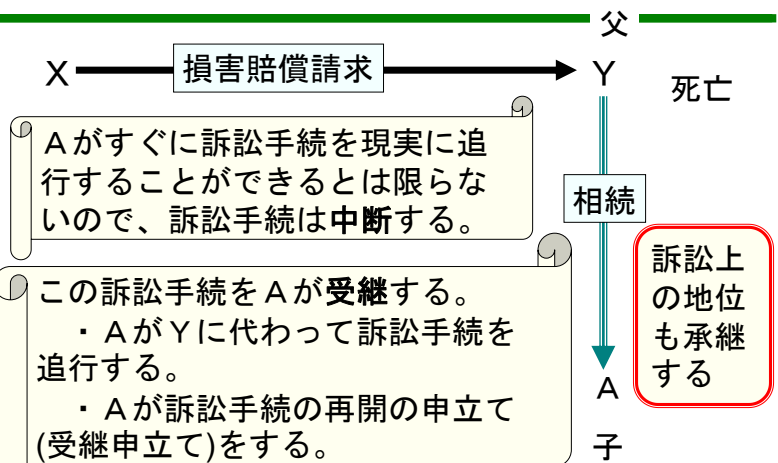 父
X
損害賠償請求
Y
死亡
Aがすぐに訴訟手続を現実に追
行することができるとは限らな
いので、訴訟手続は中断する。
相続
訴訟上
の地位
も承継
する
この訴訟手続をAが受継する。
・AがYに代わって訴訟手続を
追行する。
・Aが訴訟手続の再開の申立て
(受継申立て)をする。
A
子